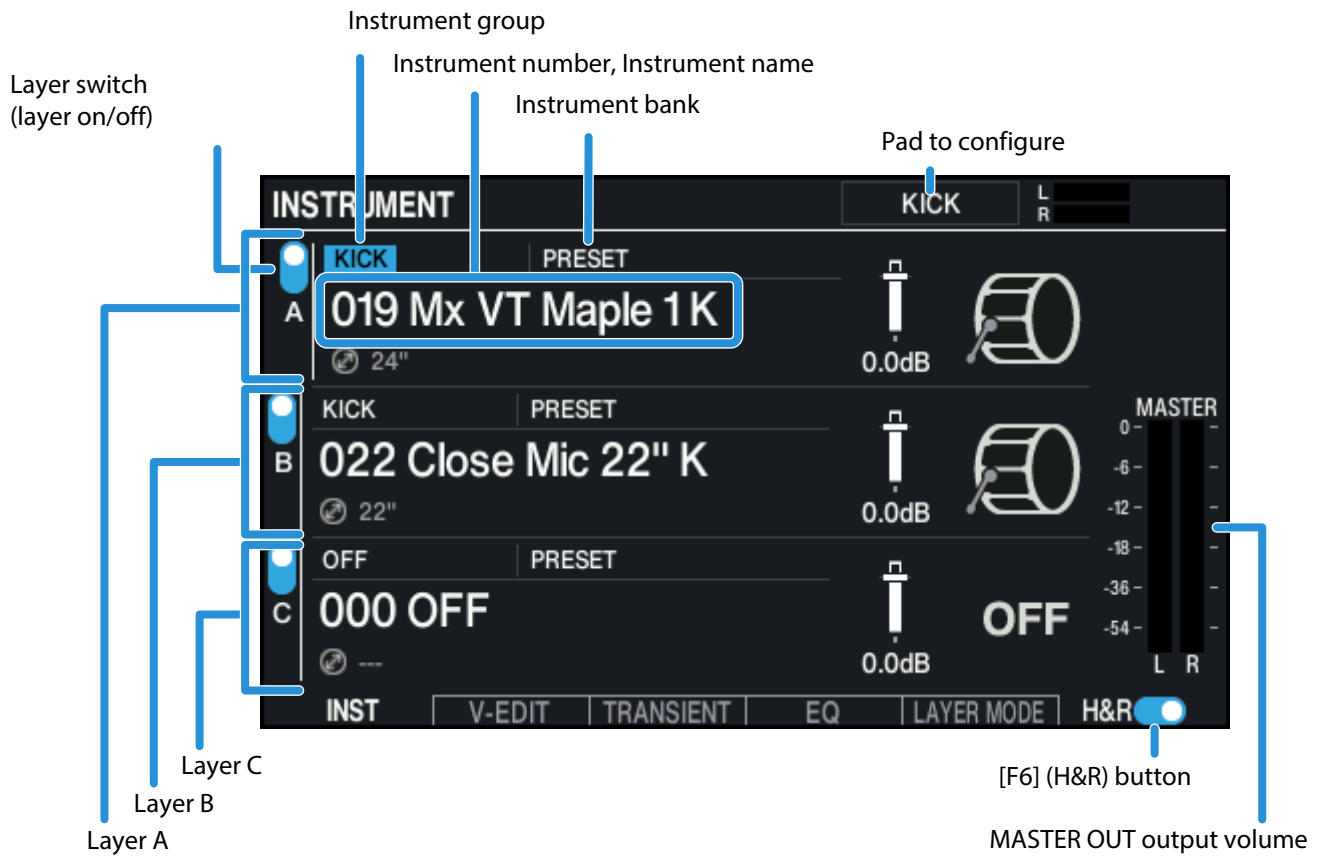 Instrument group
Instrument number, Instrument name
Layer switch
(layer on/off)
Instrument bank
Pad to configure
INSTRUMENT
KICK
L
R
KICK
PRESET
A
019 Mx VT Maple 1 K
24"
0.0dB
KICK
PRESET
B
022 Close Mic 22" K
22"
0.0dB
MASTER
0
-6
-12
-18
-36
-54
L R
OFF
PRESET
C
000 OFF
---
0.0dB
OFF
INST
V-EDIT
TRANSIENT
EQ
LAYER MODE
H&R
Layer C
Layer B
Layer A
[F6] (H&R) button
MASTER OUT output volume